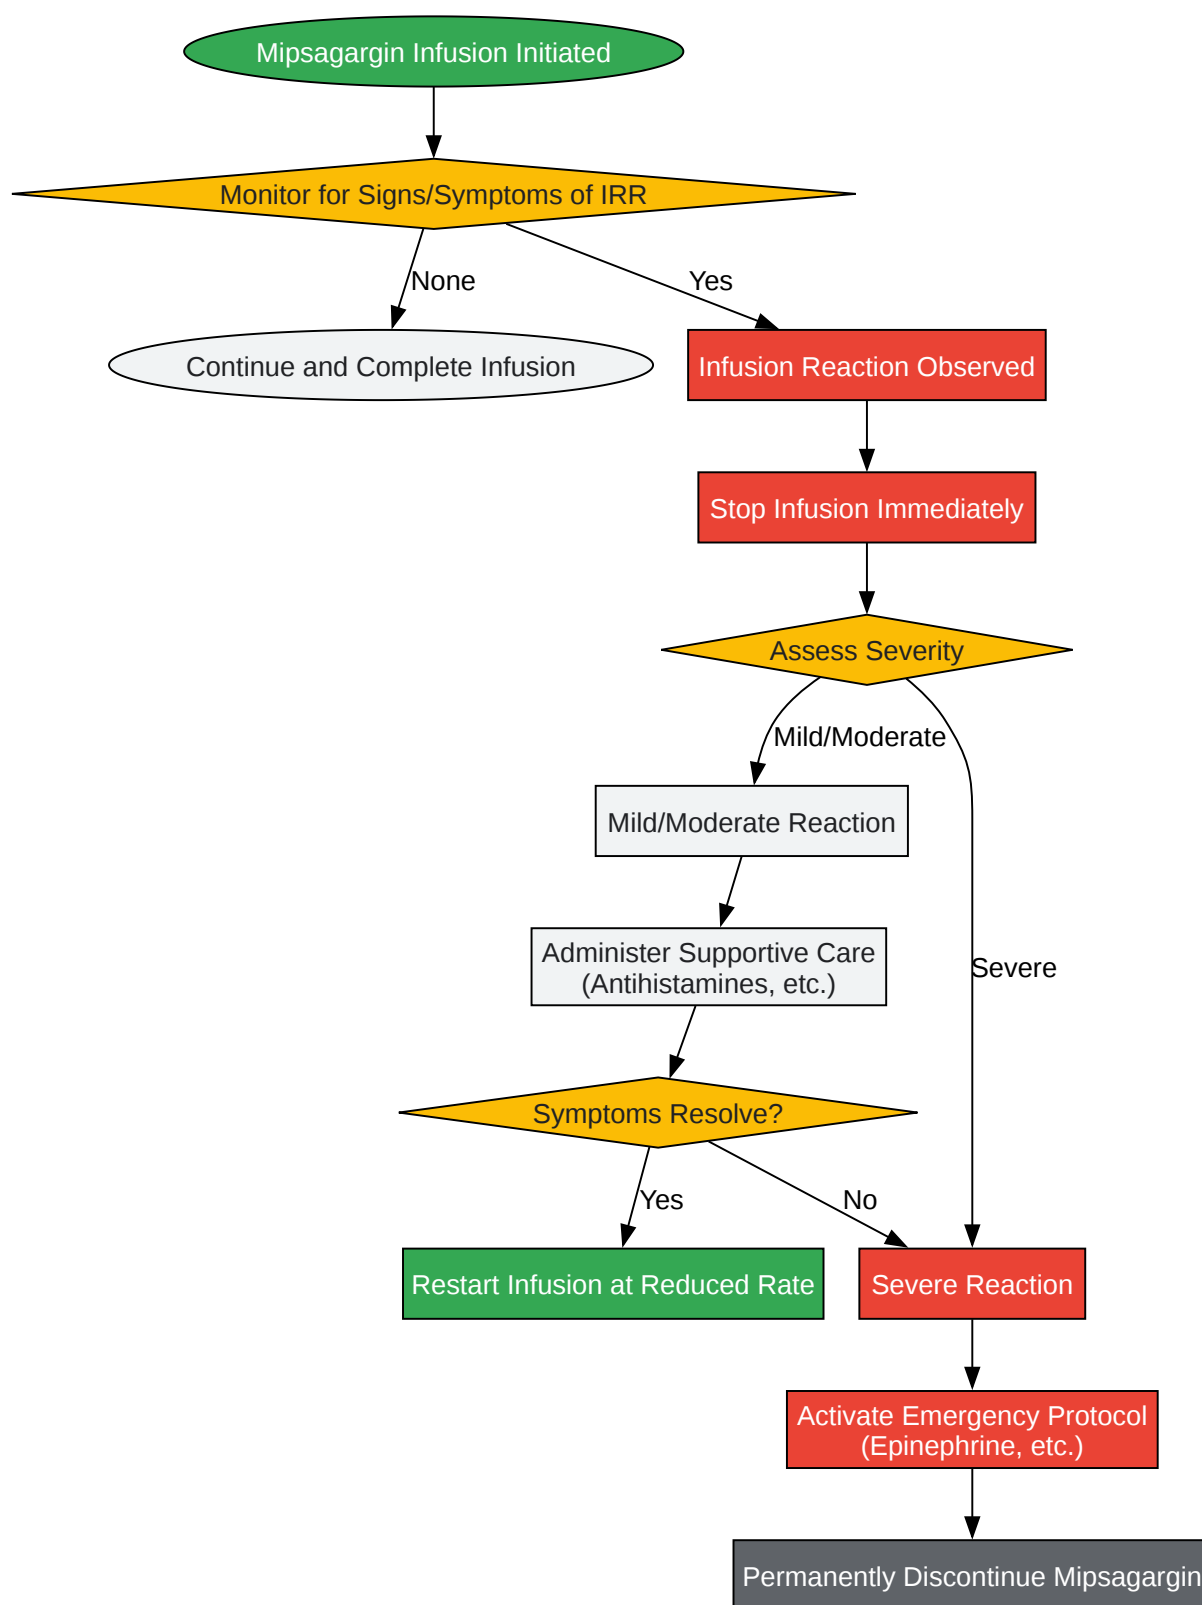 Mipsagargin Infusion Initiated
Monitor for Signs/Symptoms of IRR
None
Yes
Continue and Complete Infusion
Infusion Reaction Observed
Stop Infusion Immediately
Assess Severity
Mild/Moderate
Mild/Moderate Reaction
Administer Supportive Care
(Antihistamines, etc.)
Severe
Symptoms Resolve?
Yes
No
Restart Infusion at Reduced Rate
Severe Reaction
Activate Emergency Protocol
(Epinephrine, etc.)
Permanently Discontinue Mipsagargin